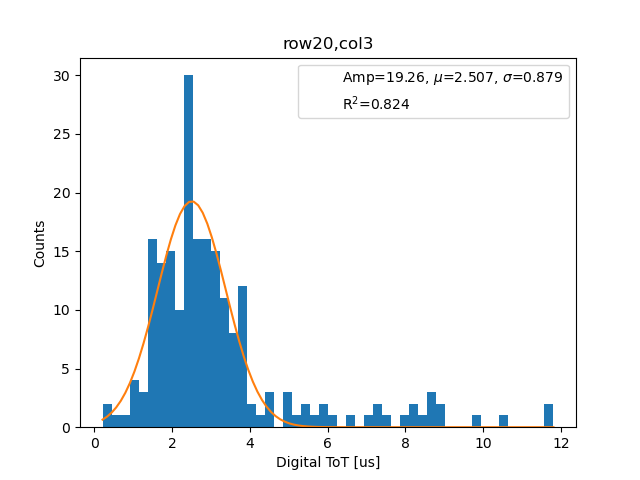 row20,col3
Amp=19.26, μ=2.507, σ=0.879
R²=0.824
30
25
20
15
10
5
0
Counts
0 2 4 6 8 10 12
Digital ToT [us]